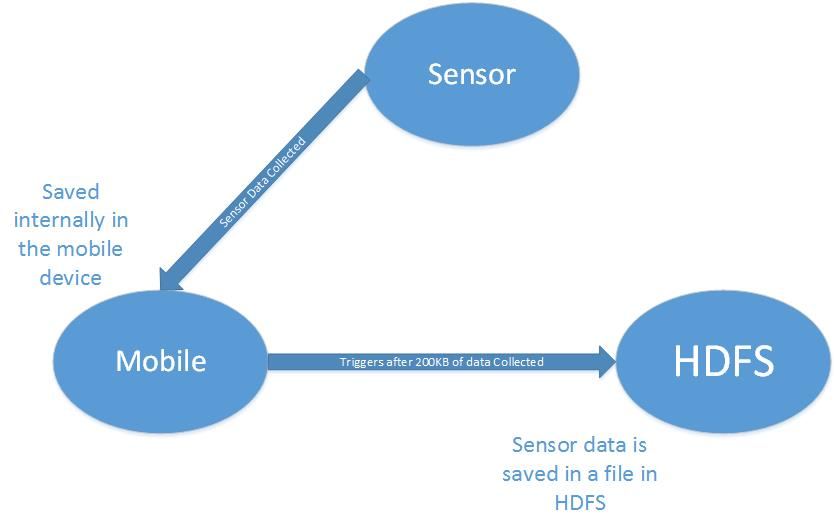 Sensor
Sensor Data Collected
Saved
internally in
the mobile
device
Mobile
Triggers after 200KB of data Collected
HDFS
Sensor data is
saved in a file in
HDFS